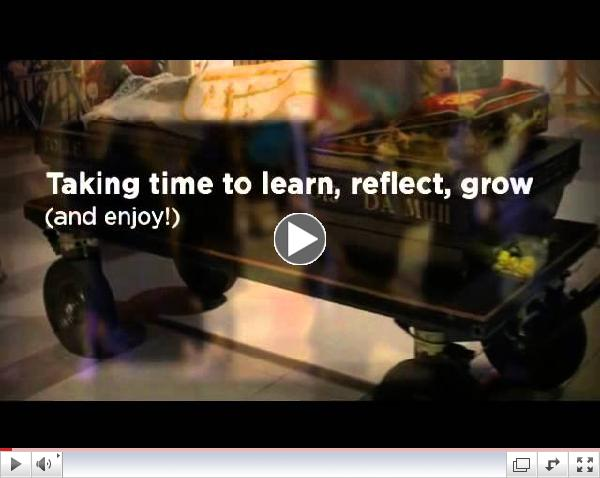 Taking time to learn, reflect, grow
(and enjoy!)